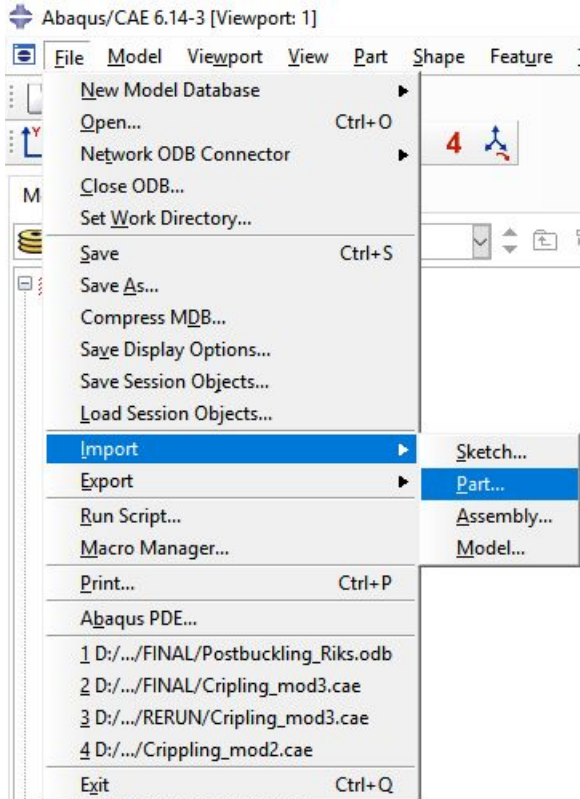 Abaqus/CAE 6.14-3 [Viewport: 1]
File Model Viewport View Part Shape Feature
New Model Database
Open... Ctrl+O
Network ODB Connector
Close ODB...
Set Work Directory...
Save Ctrl+S
Save As...
Compress MDB...
Save Display Options...
Save Session Objects...
Load Session Objects...
Import
Export
Run Script...
Macro Manager...
Print... Ctrl+P
Abaqus PDE...
1 D:/.../FINAL/Postbuckling_Riks.odb
2 D:/.../FINAL/Cripling_mod3.cae
3 D:/.../RERUN/Cripling_mod3.cae
4 D:/.../Crippling_mod2.cae
Exit Ctrl+Q
Sketch...
Part...
Assembly...
Model...
Y
4
M